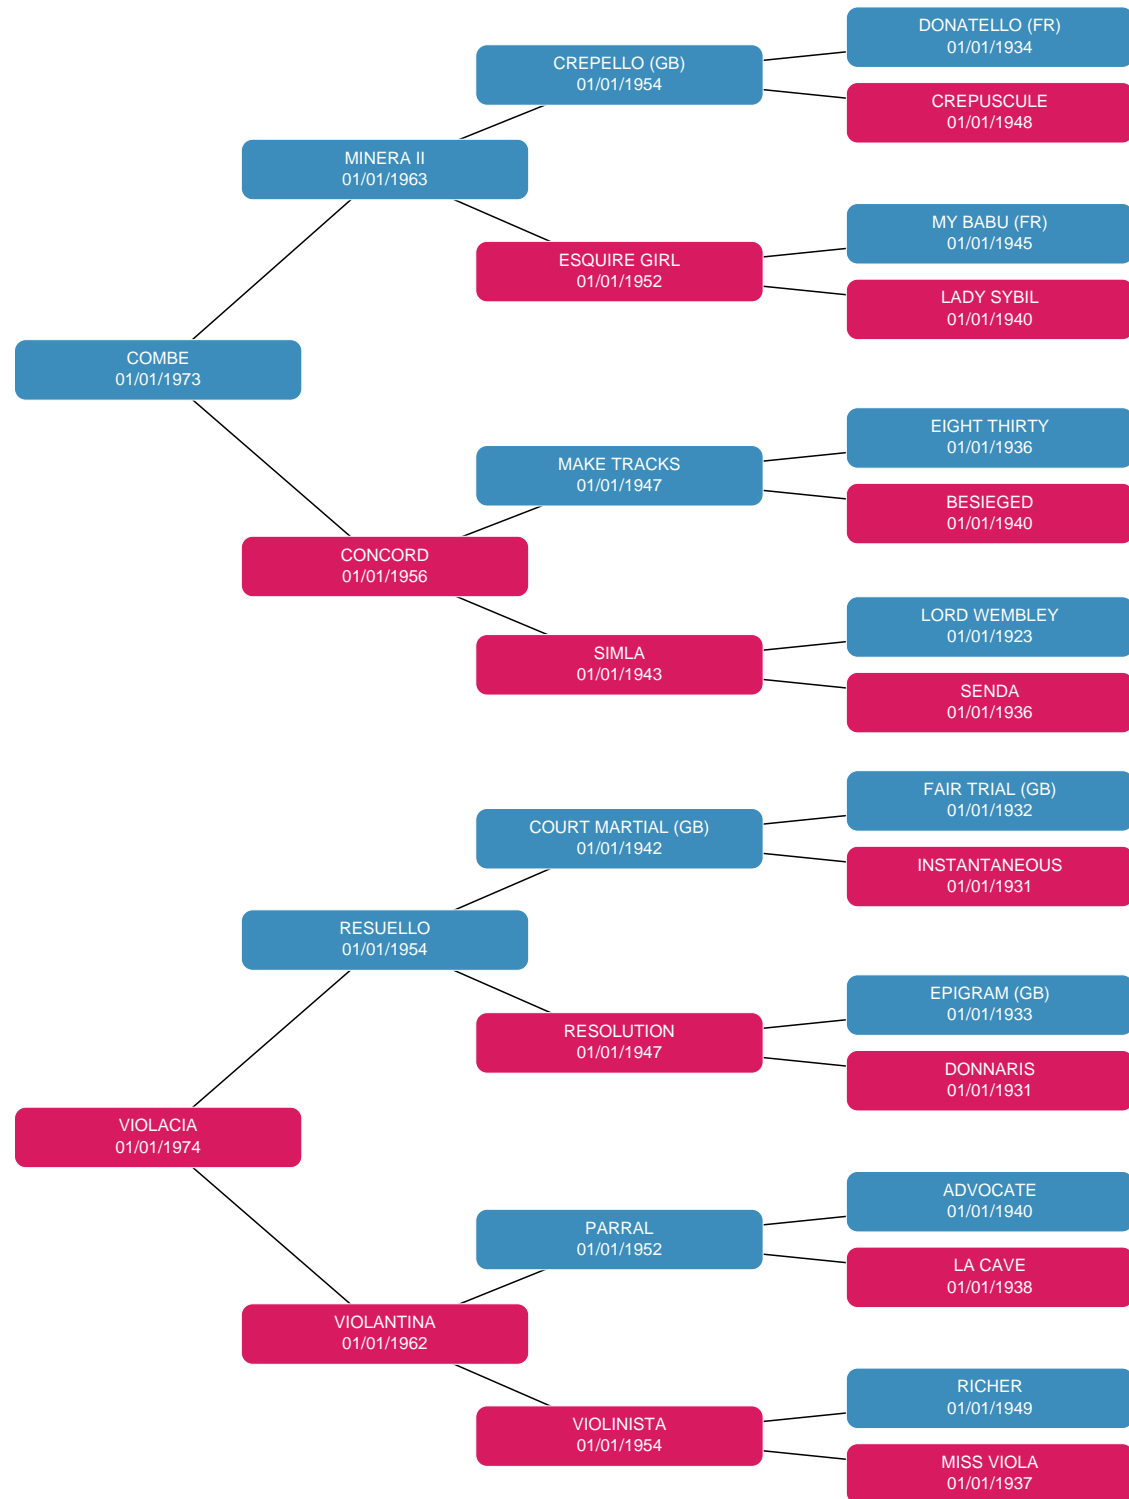 DONATELLO (FR)
01/01/1934
CREPELLO (GB)
01/01/1954
CREPUSCULE
01/01/1948
MINERA II
01/01/1963
MY BABU (FR)
01/01/1945
ESQUIRE GIRL
01/01/1952
LADY SYBIL
01/01/1940
COMBE
01/01/1973
EIGHT THIRTY
01/01/1936
MAKE TRACKS
01/01/1947
BESIEGED
01/01/1940
CONCORD
01/01/1956
LORD WEMBLEY
01/01/1923
SIMLA
01/01/1943
SENDA
01/01/1936
FAIR TRIAL (GB)
01/01/1932
COURT MARTIAL (GB)
01/01/1942
INSTANTANEOUS
01/01/1931
RESUELLO
01/01/1954
EPIGRAM (GB)
01/01/1933
RESOLUTION
01/01/1947
DONNARIS
01/01/1931
VIOLACIA
01/01/1974
ADVOCATE
01/01/1940
PARRAL
01/01/1952
LA CAVE
01/01/1938
VIOLANTINA
01/01/1962
RICHER
01/01/1949
VIOLINISTA
01/01/1954
MISS VIOLA
01/01/1937